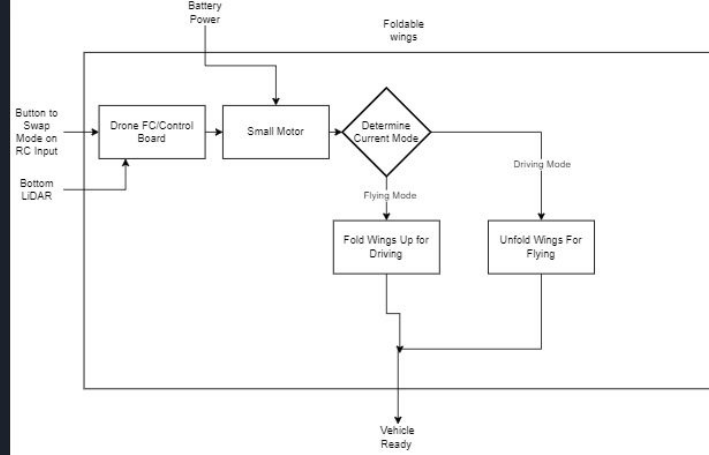 Battery
Power
Foldable
wings
Button to
Swap
Mode on
RC Input
Drone FC/Control
Board
Small Motor
Determine
Current Mode
Bottom
LiDAR
Driving Mode
Flying Mode
Fold Wings Up for
Driving
Unfold Wings For
Flying
Vehicle
Ready